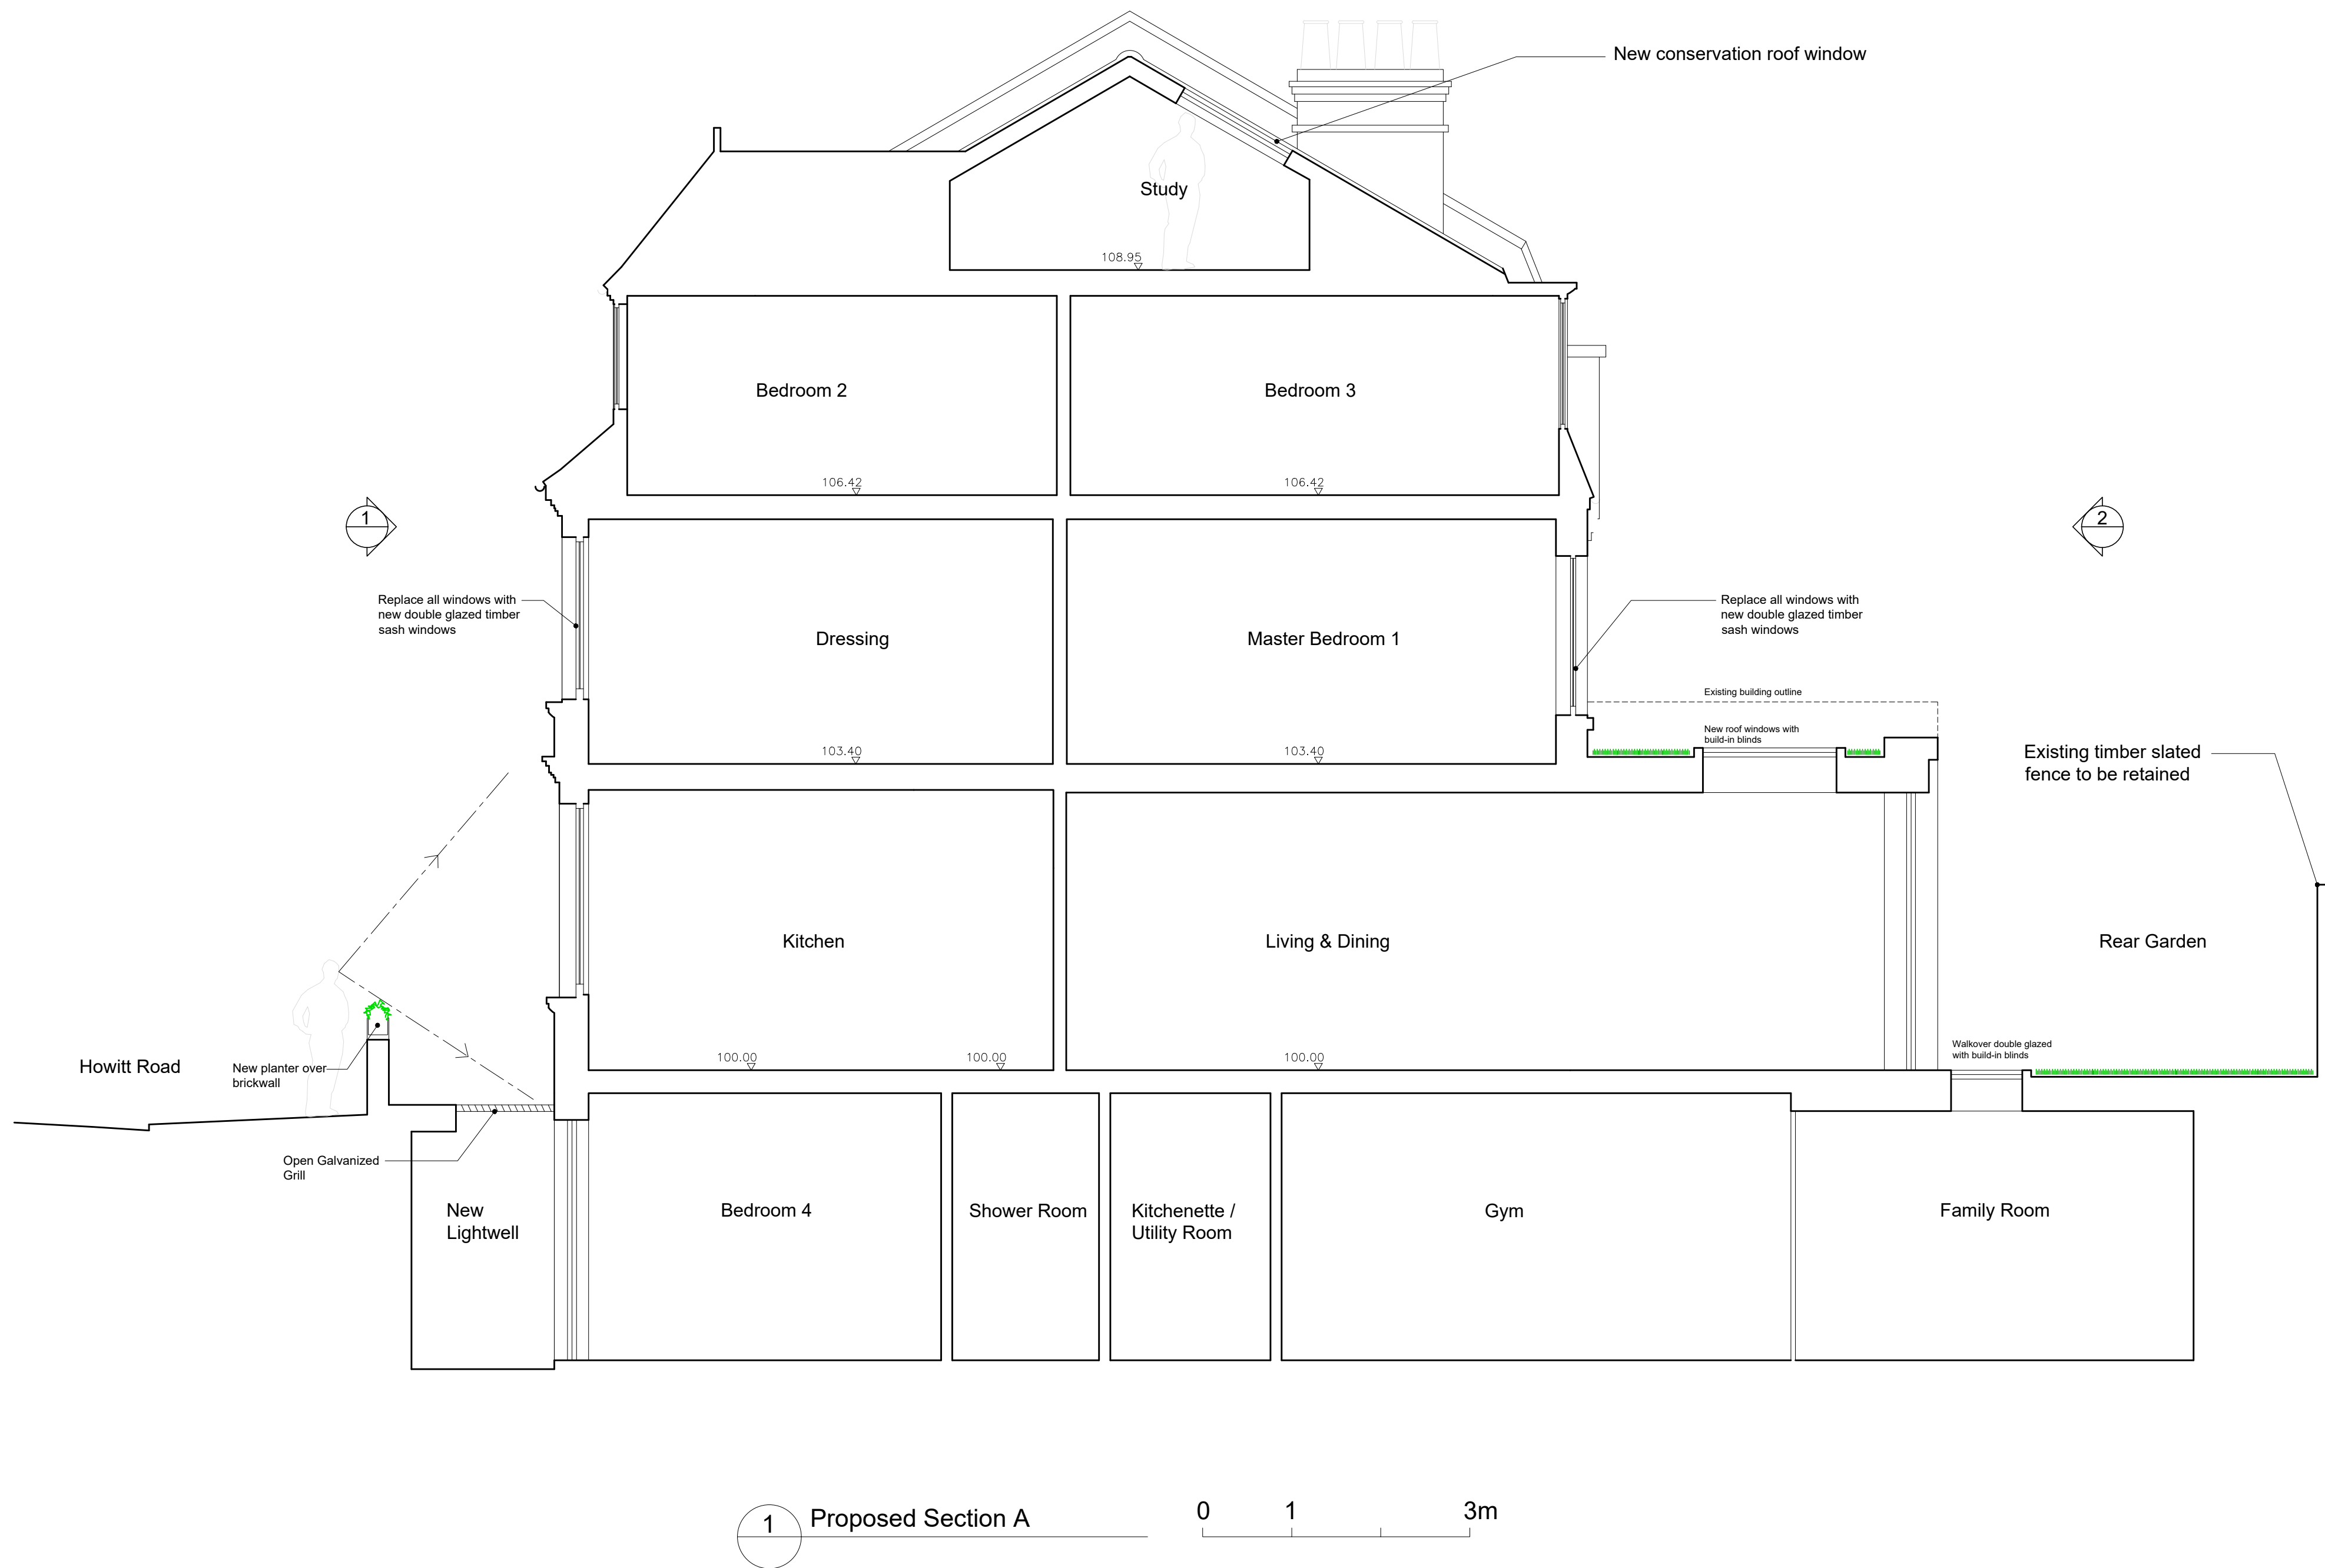 New conservation roof window
Study
108.95
Bedroom 2
Bedroom 3
106.42
106.42
1
2
Replace all windows with
new double glazed timber
sash windows
Replace all windows with
new double glazed timber
sash windows
Dressing
Master Bedroom 1
Existing building outline
New roof windows with
build-in blinds
103.40
103.40
Existing timber slated
fence to be retained
Kitchen
Living & Dining
Rear Garden
Howitt Road
New planter over
brickwall
100.00
100.00
100.00
Walkover double glazed
with build-in blinds
Open Galvanized
Grill
New
Lightwell
Bedroom 4
Shower Room
Kitchenette /
Utility Room
Gym
Family Room
1
Proposed Section A
0 1 3m